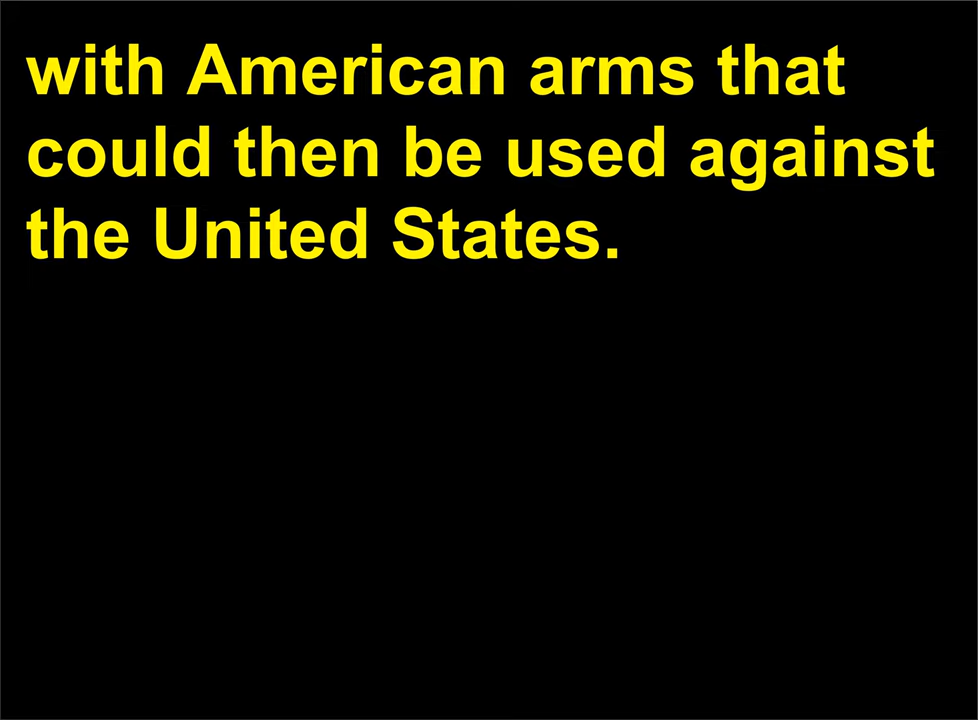 with American arms that
could then be used against
the United States.